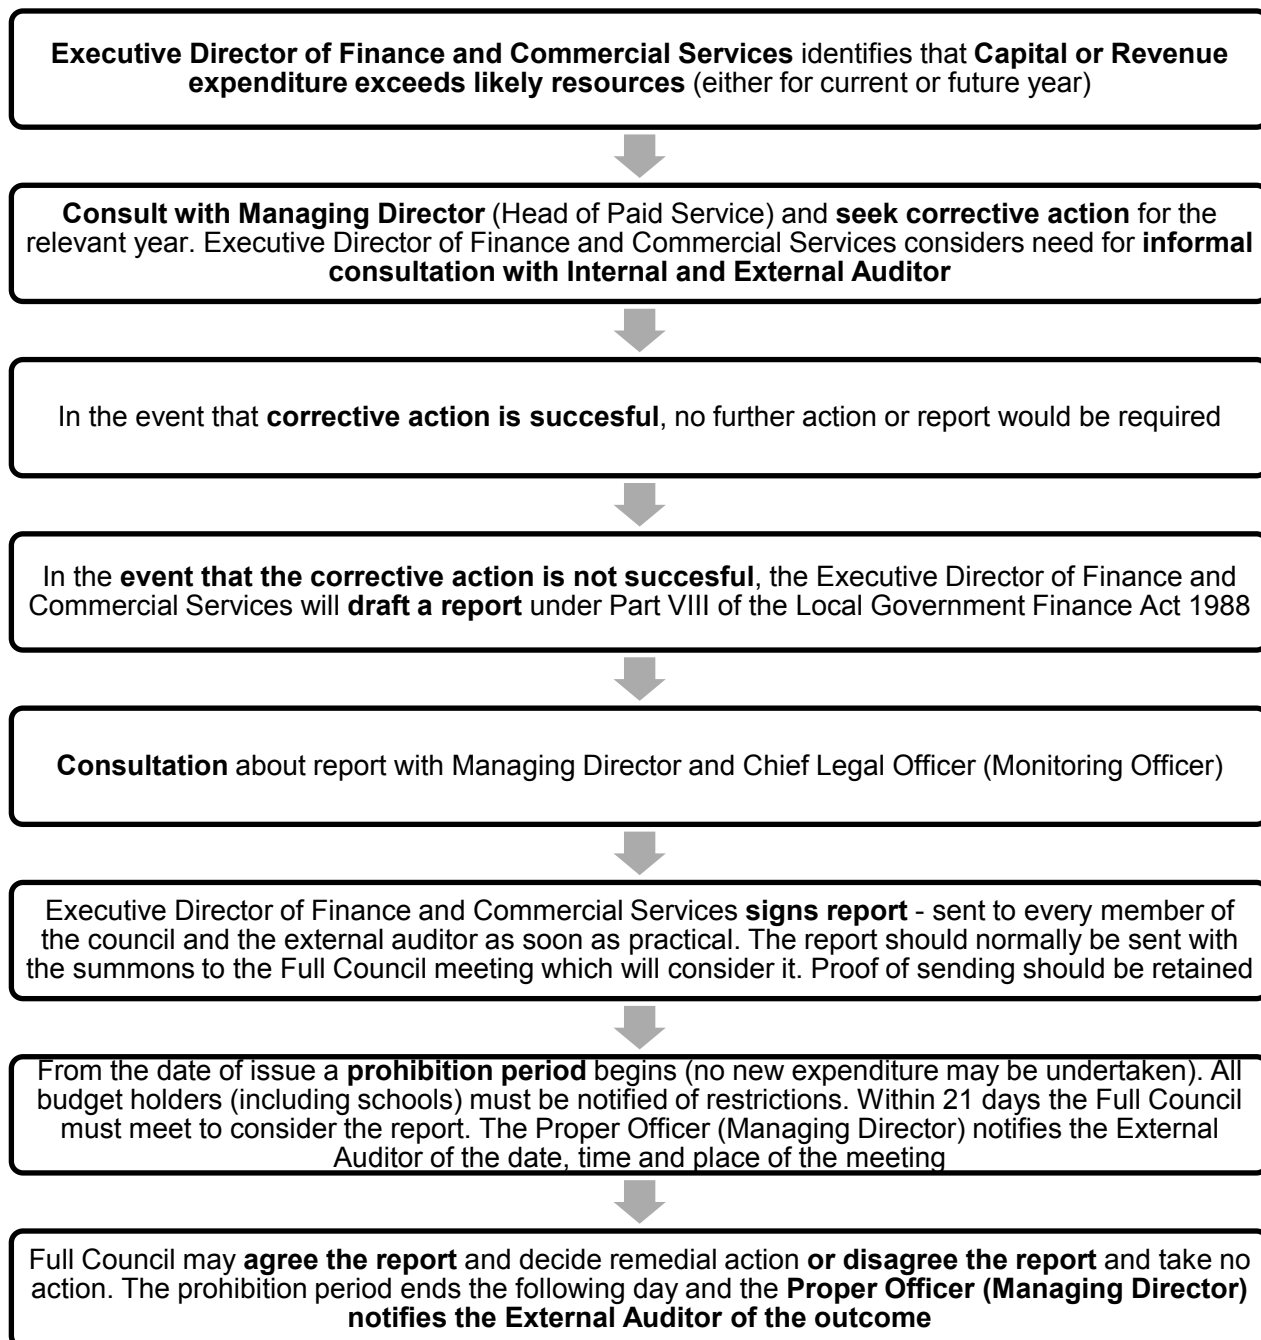 Executive Director of Finance and Commercial Services identifies that Capital or Revenue
expenditure exceeds likely resources (either for current or future year)
Consult with Managing Director (Head of Paid Service) and seek corrective action for the
relevant year. Executive Director of Finance and Commercial Services considers need for informal
consultation with Internal and External Auditor
In the event that corrective action is succesful, no further action or report would be required
In the event that the corrective action is not succesful, the Executive Director of Finance and
Commercial Services will draft a report under Part VIII of the Local Government Finance Act 1988
Consultation about report with Managing Director and Chief Legal Officer (Monitoring Officer)
Executive Director of Finance and Commercial Services signs report - sent to every member of
the council and the external auditor as soon as practical. The report should normally be sent with
the summons to the Full Council meeting which will consider it. Proof of sending should be retained
From the date of issue a prohibition period begins (no new expenditure may be undertaken). All
budget holders (including schools) must be notified of restrictions. Within 21 days the Full Council
must meet to consider the report. The Proper Officer (Managing Director) notifies the External
Auditor of the date, time and place of the meeting
Full Council may agree the report and decide remedial action or disagree the report and take no
action. The prohibition period ends the following day and the Proper Officer (Managing Director)
notifies the External Auditor of the outcome